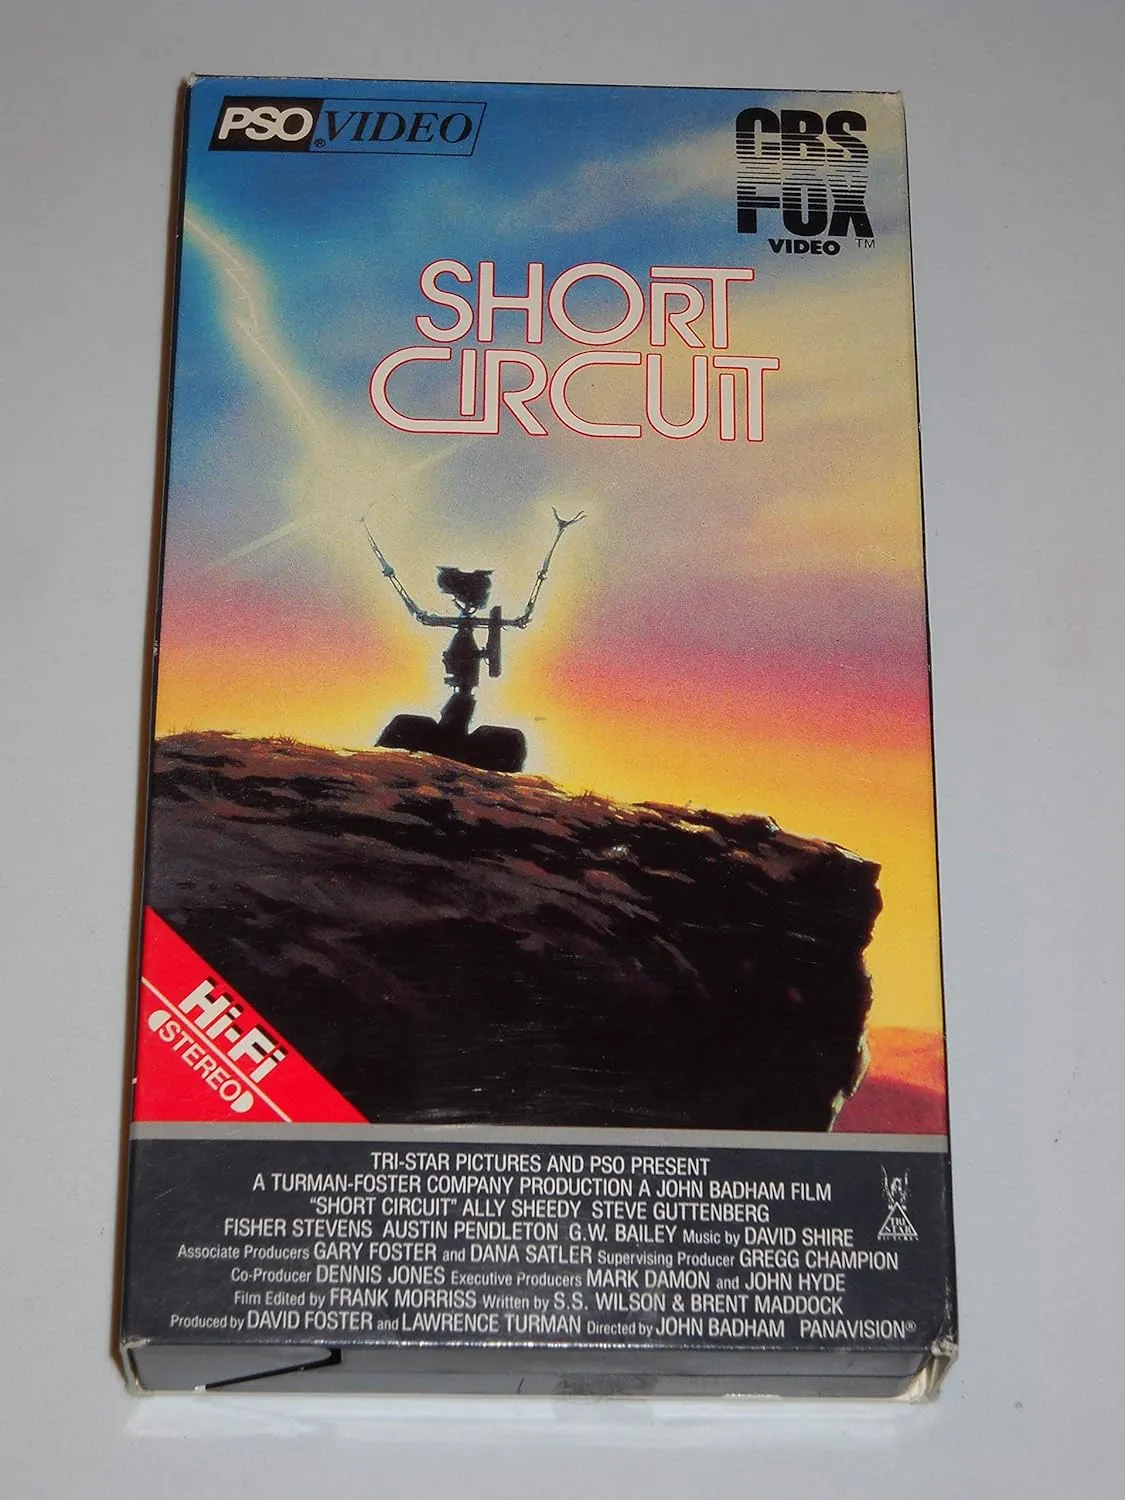 PSO® VIDEO
CBS
FOX
VIDEO™
SHORT
CIRCUIT
Hi-Fi
STEREO
TRI-STAR PICTURES AND PSO PRESENT
A TURMAN-FOSTER COMPANY PRODUCTION A JOHN BADHAM FILM
"SHORT CIRCUIT" ALLY SHEEDY STEVE GUTTENBERG
FISHER STEVENS AUSTIN PENDLETON G.W. BAILEY Music by DAVID SHIRE
Associate Producers GARY FOSTER and DANA SATLER Supervising Producer GREGG CHAMPION
Co-Producer DENNIS JONES Executive Producers MARK DAMON and JOHN HYDE
Film Edited by FRANK MORRISS Written by S.S. WILSON & BRENT MADDOCK
Produced by DAVID FOSTER and LAWRENCE TURMAN Directed by JOHN BADHAM PANAVISION®
TRI
STAR